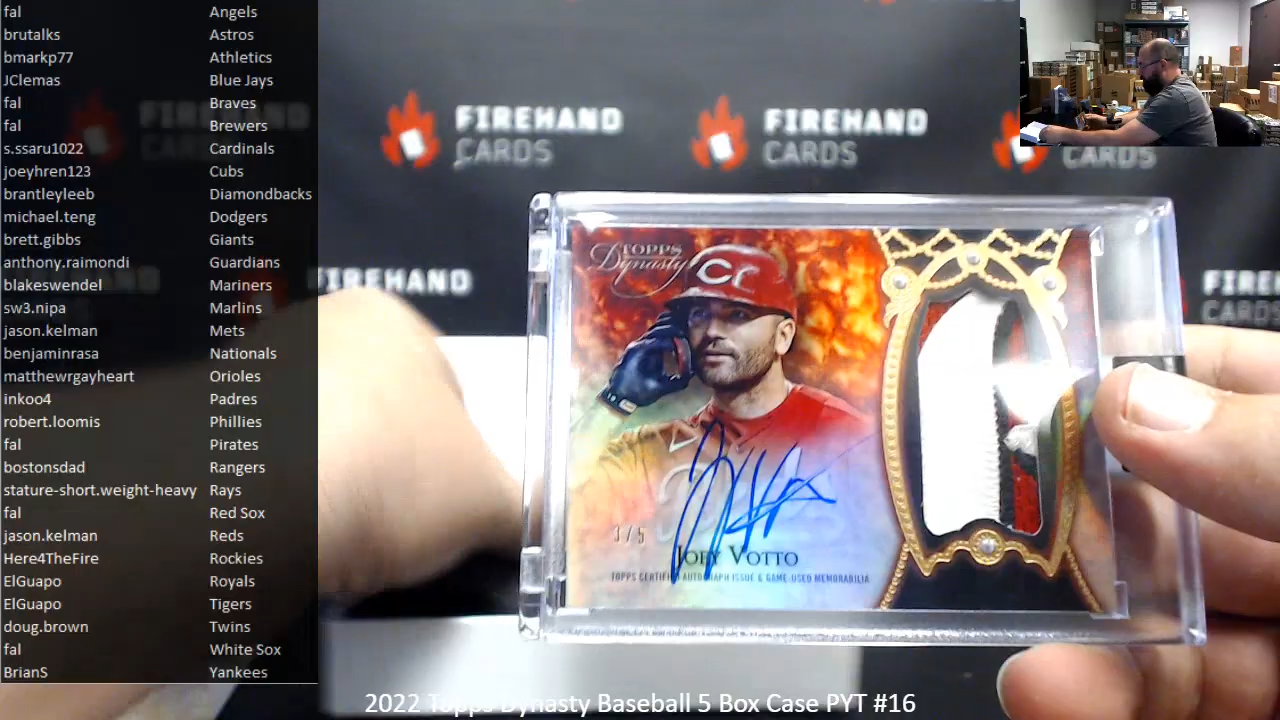 fal Angels
brutalks Astros
bmarkp77 Athletics
JClemas Blue Jays
fal Braves
fal Brewers
s.ssaru1022 Cardinals
joeyhren123 Cubs
brantleyleeb Diamondbacks
michael.teng Dodgers
brett.gibbs Giants
anthony.raimondi Guardians
blakeswendel Mariners
sw3.nipa Marlins
jason.kelman Mets
benjaminrasa Nationals
matthewrgayheart Orioles
inkoo4 Padres
robert.loomis Phillies
fal Pirates
bostonsdad Rangers
stature-short.weight-heavy Rays
fal Red Sox
jason.kelman Reds
Here4TheFire Rockies
ElGuapo Royals
ElGuapo Tigers
doug.brown Twins
fal White Sox
BrianS Yankees
FIREHAND
CARDS
FIREHAND
CARDS
CARDS
FIREHAND
FIREH
CARDS
TOPPS
Dynasty
/5
JOEY VOTTO
TOPPS CERTIFIED AUTOGRAPH ISSUE & GAME-USED MEMORABILIA
2022 Topps Dynasty Baseball 5 Box Case PYT #16